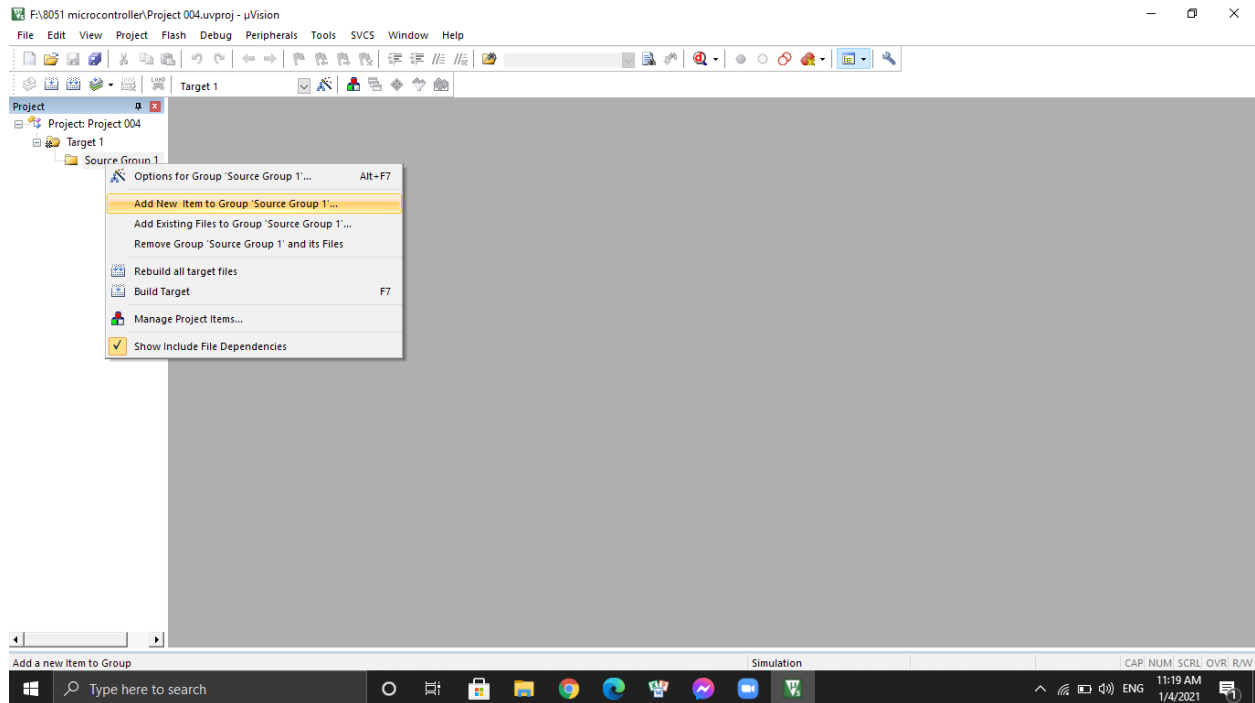 F:\8051 microcontroller\Project 004.uvproj - µVision
File Edit View Project Flash Debug Peripherals Tools SVCS Window Help
Target 1
Project
Project: Project 004
Target 1
Source Group 1
Options for Group 'Source Group 1'... Alt+F7
Add New  Item to Group 'Source Group 1'...
Add Existing Files to Group 'Source Group 1'...
Remove Group 'Source Group 1' and its Files
Rebuild all target files
Build Target F7
Manage Project Items...
Show Include File Dependencies
Add a new Item to Group Simulation CAP NUM SCRL OVR R/W
Type here to search ENG 11:19 AM
1/4/2021